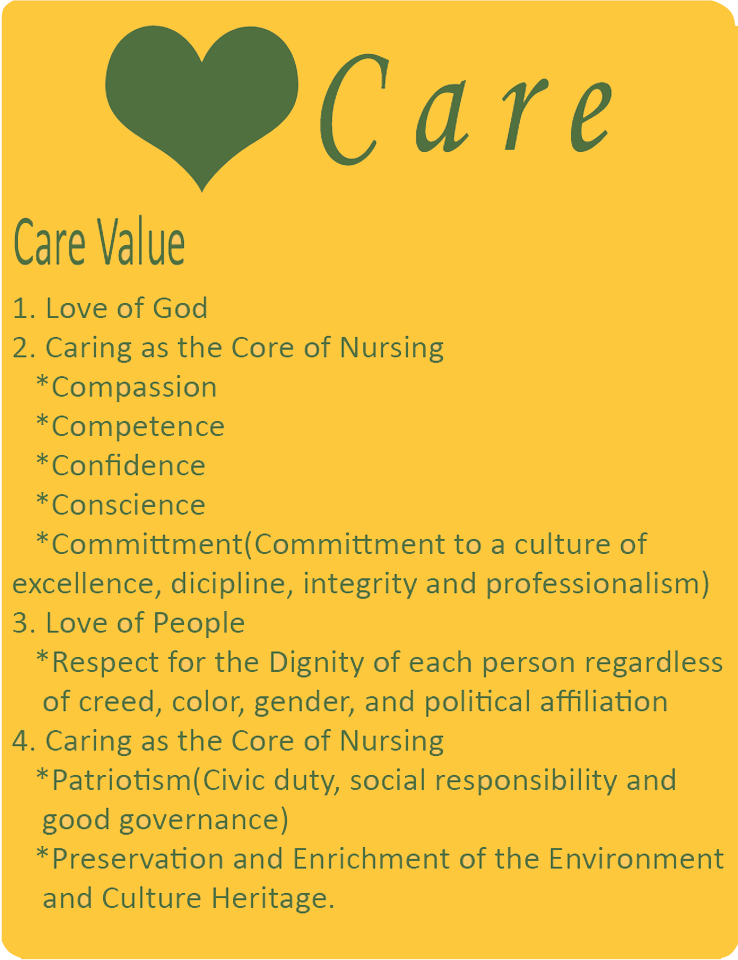 Care
Care Value
1. Love of God
2. Caring as the Core of Nursing
*Compassion
*Competence
*Confidence
*Conscience
*Committment(Committment to a culture of
excellence, dicipline, integrity and professionalism)
3. Love of People
*Respect for the Dignity of each person regardless
of creed, color, gender, and political affiliation
4. Caring as the Core of Nursing
*Patriotism(Civic duty, social responsibility and
good governance)
*Preservation and Enrichment of the Environment
and Culture Heritage.